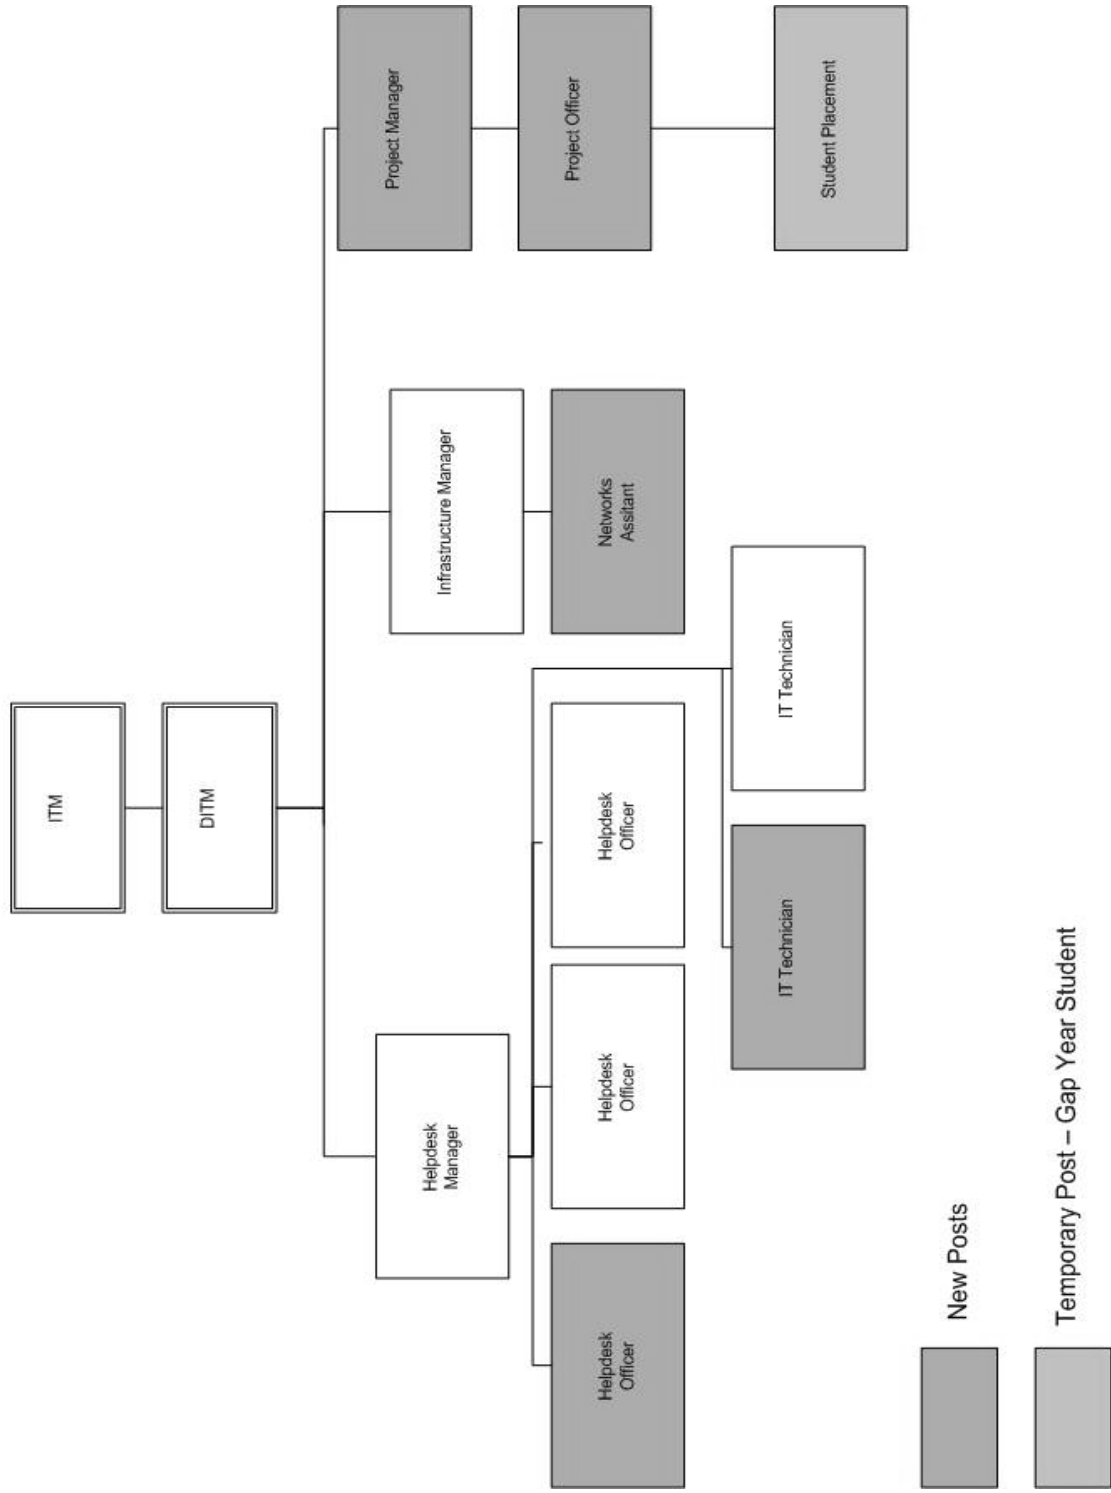 ITM
DITM
Helpdesk
Manager
Infrastructure Manager
Project Manager
Helpdesk
Officer
Helpdesk
Officer
Helpdesk
Officer
Networks
Assitant
Project Officer
IT Technician
IT Technician
Student Placement
New Posts
Temporary Post – Gap Year Student